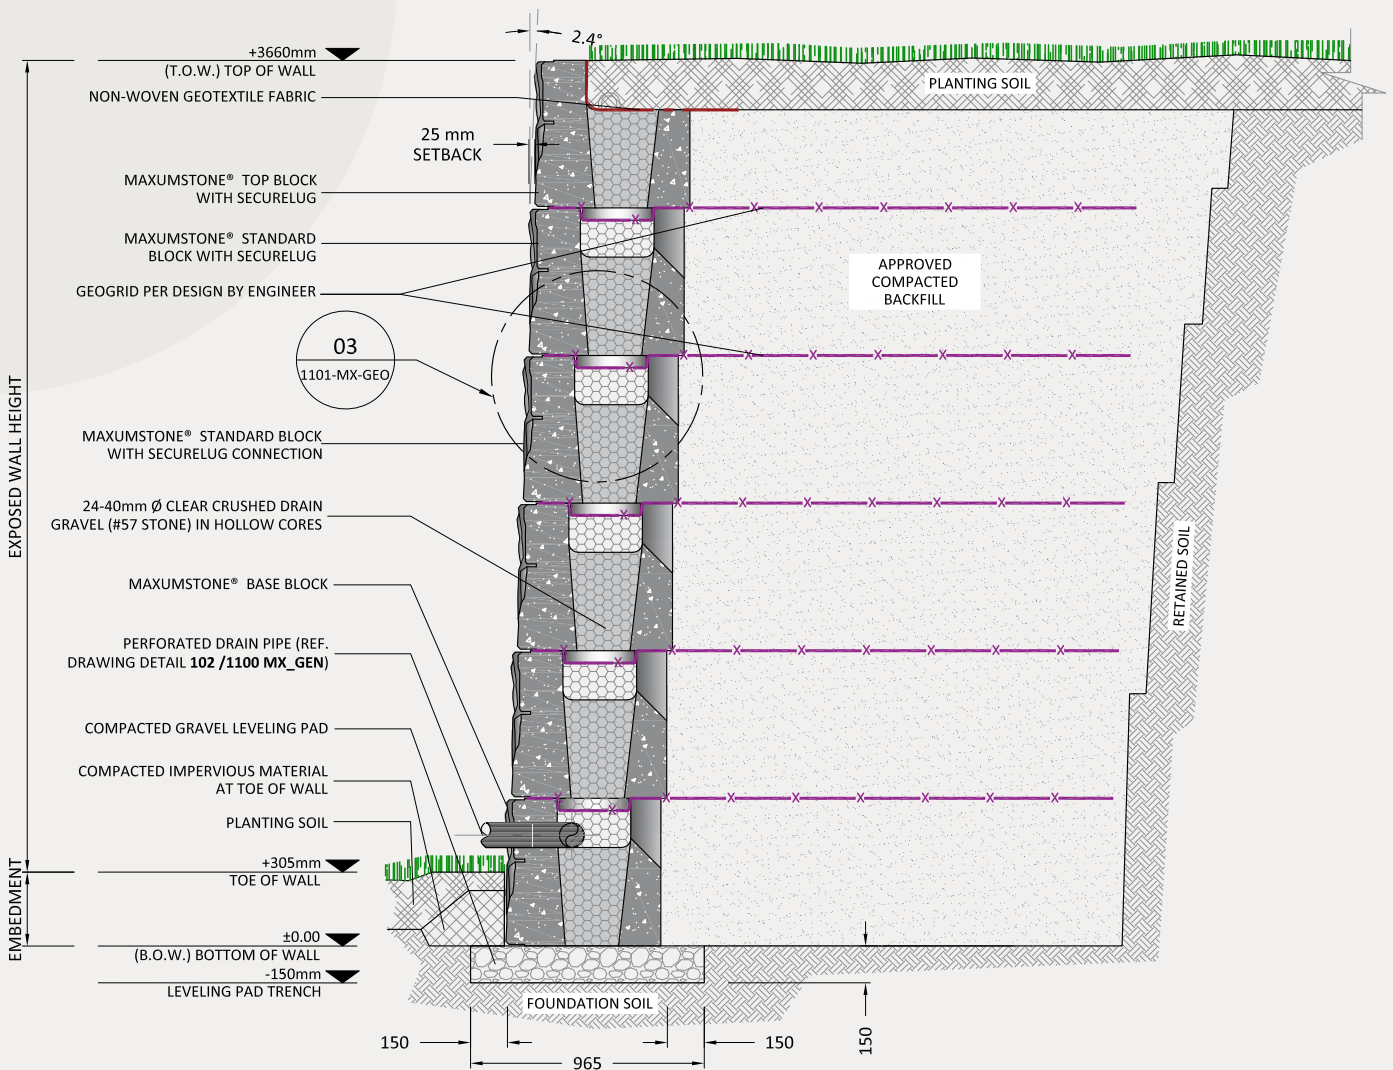 2.4°
+3660mm
(T.O.W.) TOP OF WALL
NON-WOVEN GEOTEXTILE FABRIC
PLANTING SOIL
25 mm
SETBACK
MAXUMSTONE® TOP BLOCK
WITH SECURELUG
MAXUMSTONE® STANDARD
BLOCK WITH SECURELUG
GEOGRID PER DESIGN BY ENGINEER
APPROVED
COMPACTED
BACKFILL
03
1101-MX-GEO
EXPOSED WALL HEIGHT
MAXUMSTONE® STANDARD BLOCK
WITH SECURELUG CONNECTION
24-40mm Ø CLEAR CRUSHED DRAIN
GRAVEL (#57 STONE) IN HOLLOW CORES
RETAINED SOIL
MAXUMSTONE® BASE BLOCK
PERFORATED DRAIN PIPE (REF.
DRAWING DETAIL 102 /1100 MX_GEN)
COMPACTED GRAVEL LEVELING PAD
COMPACTED IMPERVIOUS MATERIAL
AT TOE OF WALL
PLANTING SOIL
+305mm
TOE OF WALL
EMBEDMENT
±0.00
(B.O.W.) BOTTOM OF WALL
-150mm
LEVELING PAD TRENCH
FOUNDATION SOIL
150
150
150
965